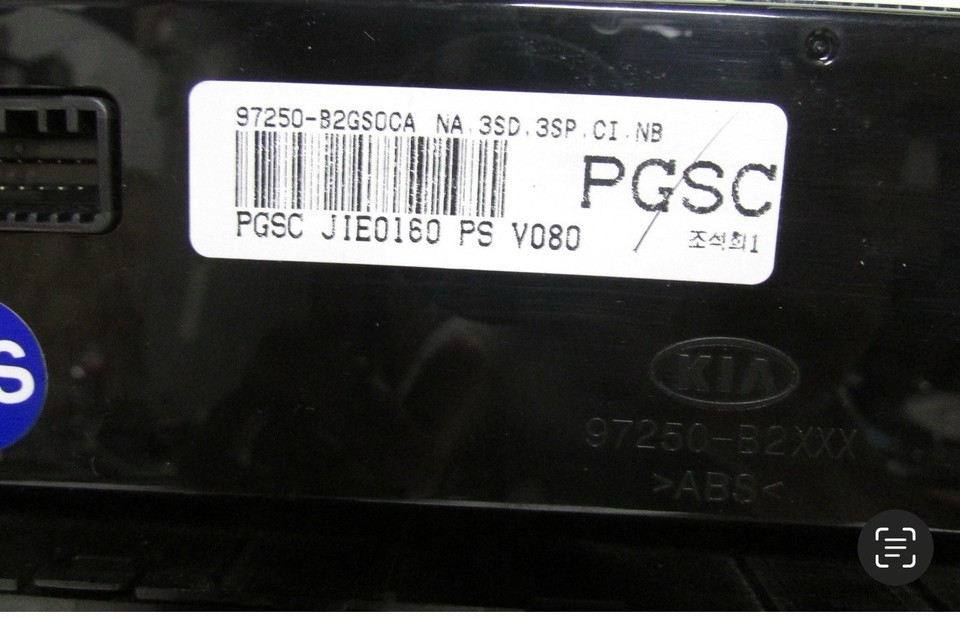 97250-B2GS0CA NA.3SD.3SP.CI.NB
PGSC
PGSC JIE0160 PS V080
조석희1
S
KIA
97250-B2XXX
>ABS<